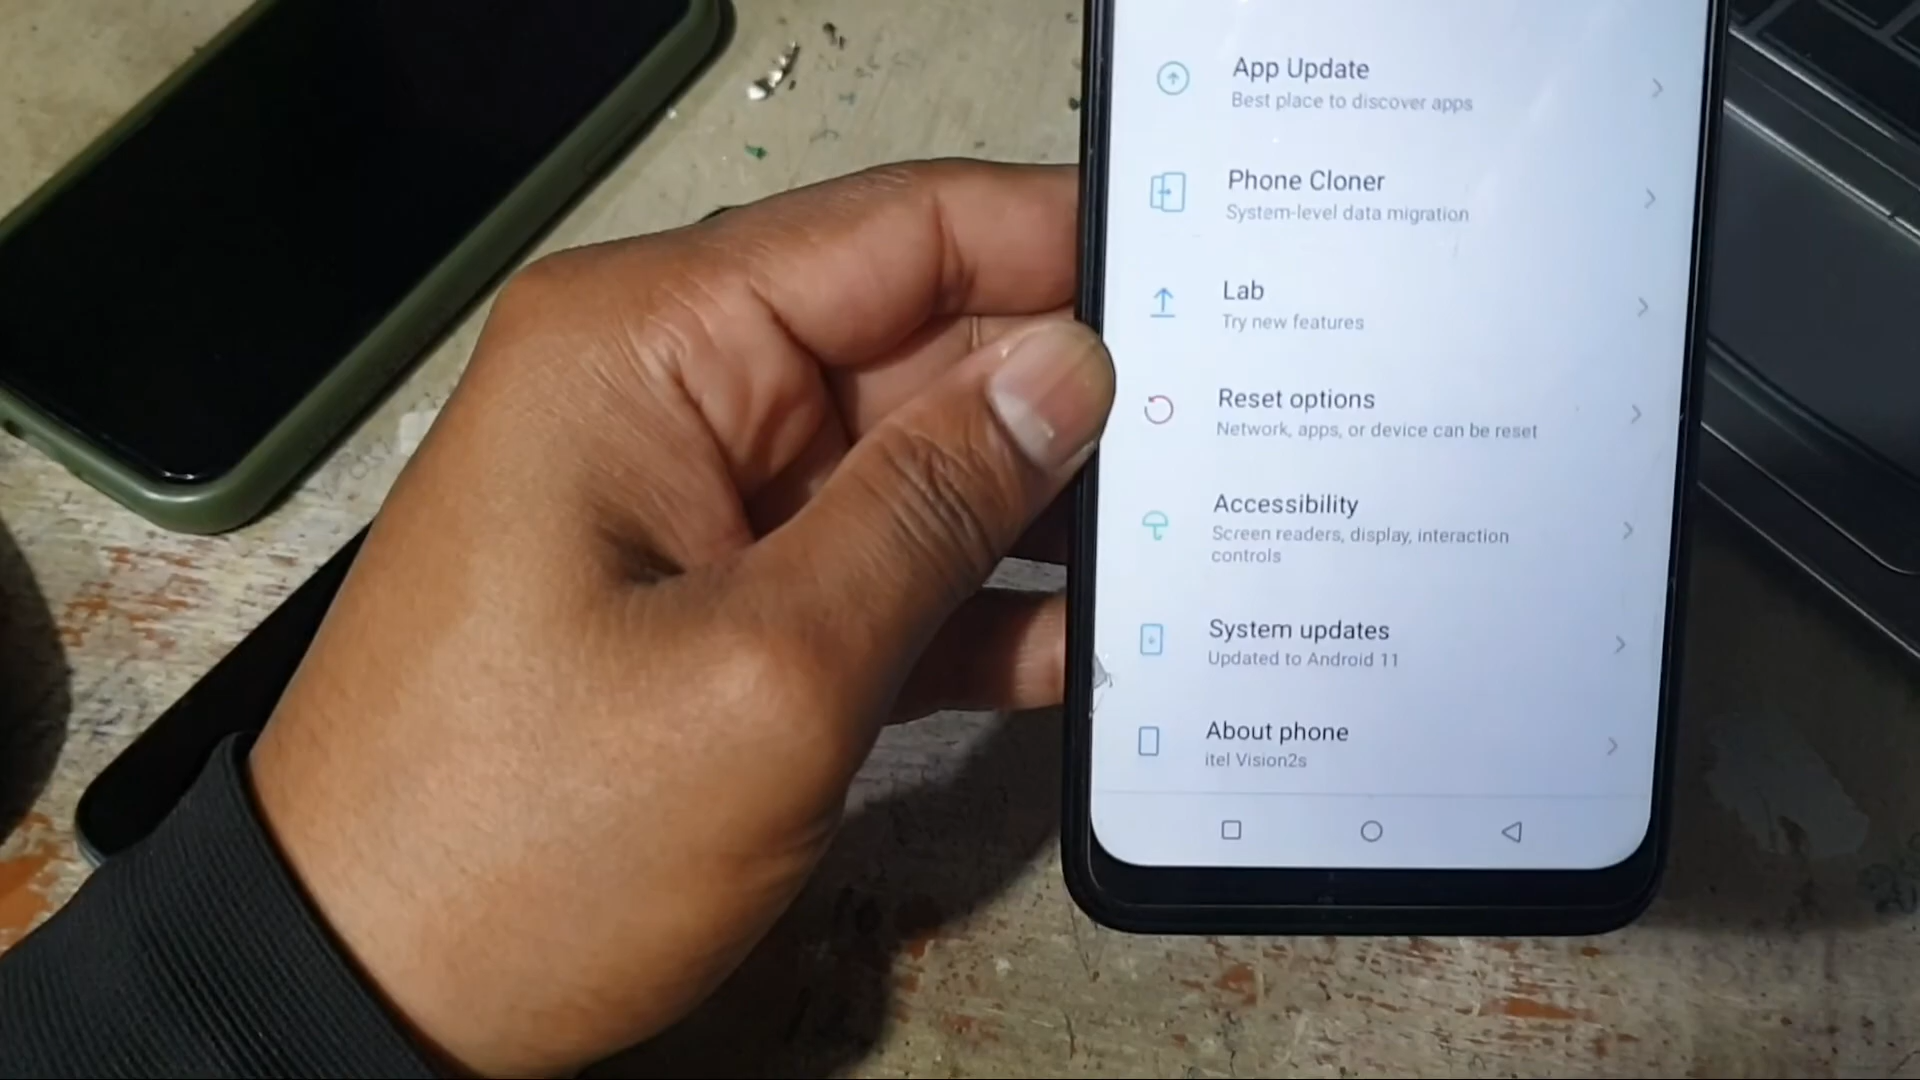 App Update
Best place to discover apps
Phone Cloner
System-level data migration
Lab
Try new features
Reset options
Network, apps, or device can be reset
Accessibility
Screen readers, display, interaction
controls
System updates
Updated to Android 11
About phone
itel Vision2s